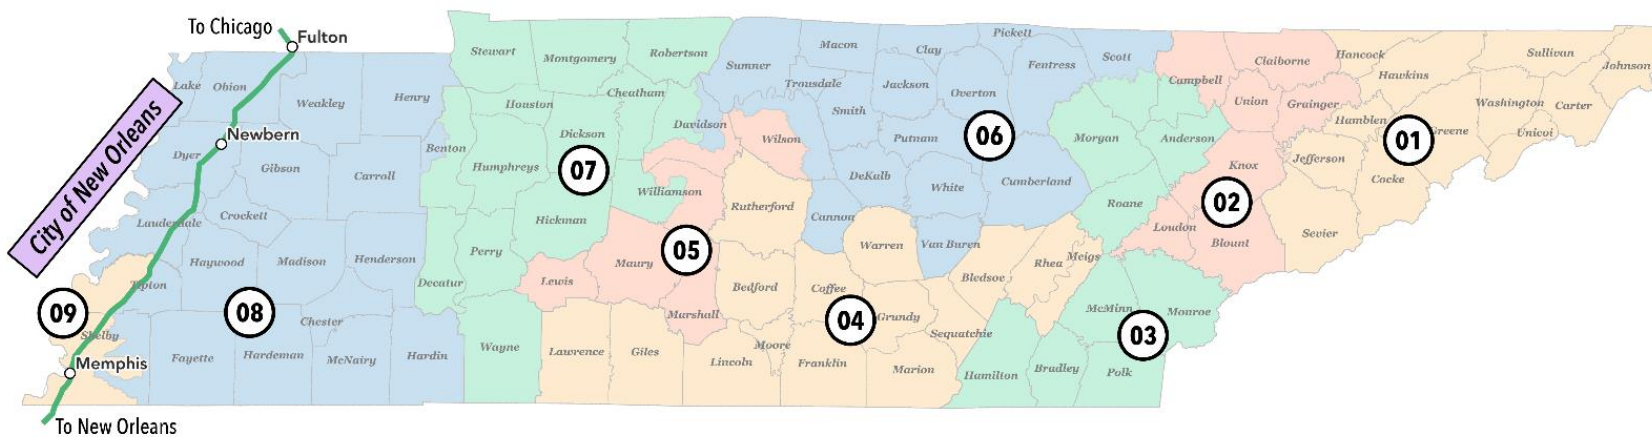 To Chicago
Fulton
City of New Orleans
Newbern
Memphis
To New Orleans
Lake
Obion
Weakley
Henry
Dyer
Gibson
Carroll
Benton
Lauderdale
Crockett
Haywood
Madison
Henderson
Decatur
Tipton
Shelby
Chester
Fayette
Hardeman
McNairy
Hardin
09
08
Stewart
Montgomery
Robertson
Houston
Cheatham
Dickson
Humphreys
07
Hickman
Perry
Wayne
Davidson
Wilson
Williamson
Rutherford
05
Lewis
Maury
Marshall
Bedford
Lawrence
Giles
Lincoln
Moore
Franklin
Coffee
04
Grundy
Marion
Sequatchie
Warren
Cannon
Van Buren
Bledsoe
Rhea
Meigs
Sumner
Macon
Trousdale
Smith
Clay
Jackson
Pickett
Overton
Fentress
Scott
Putnam
06
DeKalb
White
Cumberland
Morgan
Anderson
Roane
Campbell
Claiborne
Union
Grainger
Knox
02
Loudon
Blount
McMinn
Monroe
03
Hamilton
Bradley
Polk
Hancock
Hawkins
Sullivan
Johnson
Washington
Carter
Hamblen
01
Greene
Unicoi
Jefferson
Cocke
Sevier